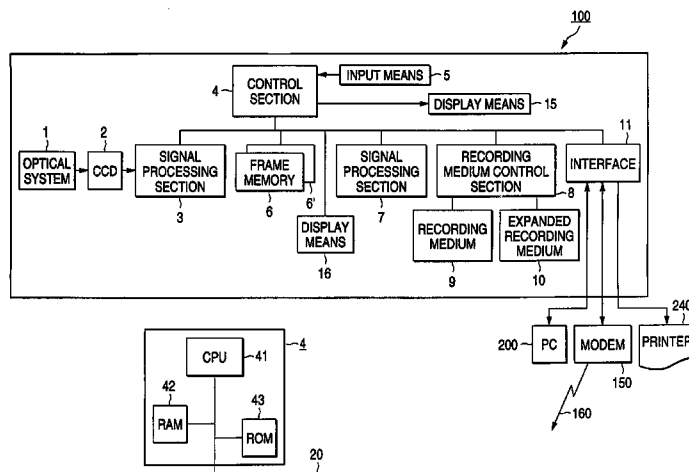 100
CONTROL
SECTION
4
INPUT MEANS
5
DISPLAY MEANS
15
1
2
11
OPTICAL
SYSTEM
CCD
SIGNAL
PROCESSING
SECTION
3
FRAME
MEMORY
6
6'
SIGNAL
PROCESSING
SECTION
7
RECORDING
MEDIUM CONTROL
SECTION
8
INTERFACE
DISPLAY
MEANS
16
RECORDING
MEDIUM
9
EXPANDED
RECORDING
MEDIUM
10
240
200
PC
MODEM
150
PRINTER
160
4
CPU
41
42
RAM
43
ROM
20